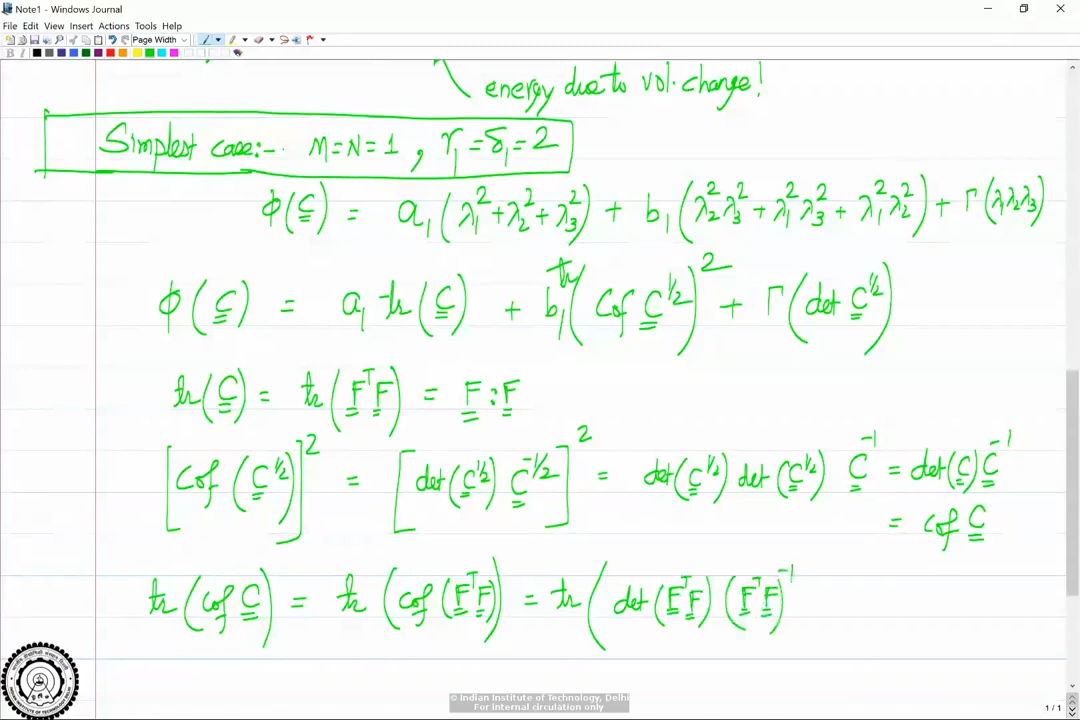 Note1 - Windows Journal
File Edit View Insert Actions Tools Help
Page Width
B I
energy due to vol. change!
Simplest case:- M=N=1 , γ₁ = δ₁ = 2
ϕ(C) = a₁(λ₁² + λ₂² + λ₃²) + b₁(λ₂²λ₃² + λ₁²λ₃² + λ₁²λ₂²) + Γ(λ₁λ₂λ₃)
ϕ(C) = a₁ tr(C) + b₁ tr(Cof C^{1/2})² + Γ(det C^{1/2})
tr(C) = tr(FᵀF) = F : F
[Cof (C^{1/2})]² = [det(C^{1/2}) C^{-1/2}]² = det(C^{1/2}) det(C^{1/2}) C^{-1} = det(C) C^{-1}
= cof C
tr(cof C) = tr(cof(FᵀF)) = tr(det(FᵀF) (FᵀF)^{-1}
© Indian Institute of Technology, Delhi
For internal circulation only
1 / 1